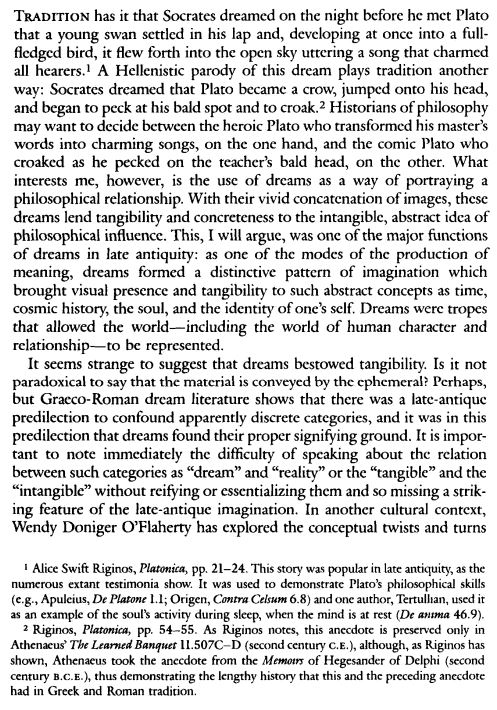 TRADITION has it that Socrates dreamed on the night before he met Plato
that a young swan settled in his lap and, developing at once into a full-
fledged bird, it flew forth into the open sky uttering a song that charmed
all hearers.¹ A Hellenistic parody of this dream plays tradition another
way: Socrates dreamed that Plato became a crow, jumped onto his head,
and began to peck at his bald spot and to croak.² Historians of philosophy
may want to decide between the heroic Plato who transformed his master's
words into charming songs, on the one hand, and the comic Plato who
croaked as he pecked on the teacher's bald head, on the other. What
interests me, however, is the use of dreams as a way of portraying a
philosophical relationship. With their vivid concatenation of images, these
dreams lend tangibility and concreteness to the intangible, abstract idea of
philosophical influence. This, I will argue, was one of the major functions
of dreams in late antiquity: as one of the modes of the production of
meaning, dreams formed a distinctive pattern of imagination which
brought visual presence and tangibility to such abstract concepts as time,
cosmic history, the soul, and the identity of one's self. Dreams were tropes
that allowed the world—including the world of human character and
relationship—to be represented.
It seems strange to suggest that dreams bestowed tangibility. Is it not
paradoxical to say that the material is conveyed by the ephemeral? Perhaps,
but Graeco-Roman dream literature shows that there was a late-antique
predilection to confound apparently discrete categories, and it was in this
predilection that dreams found their proper signifying ground. It is impor-
tant to note immediately the difficulty of speaking about the relation
between such categories as "dream" and "reality" or the "tangible" and the
"intangible" without reifying or essentializing them and so missing a strik-
ing feature of the late-antique imagination. In another cultural context,
Wendy Doniger O'Flaherty has explored the conceptual twists and turns
¹ Alice Swift Riginos, Platonica, pp. 21–24. This story was popular in late antiquity, as the
numerous extant testimonia show. It was used to demonstrate Plato's philosophical skills
(e.g., Apuleius, De Platone 1.1; Origen, Contra Celsum 6.8) and one author, Tertullian, used it
as an example of the soul's activity during sleep, when the mind is at rest (De anima 46.9).
² Riginos, Platonica, pp. 54–55. As Riginos notes, this anecdote is preserved only in
Athenaeus' The Learned Banquet 11.507C–D (second century C.E.), although, as Riginos has
shown, Athenaeus took the anecdote from the Memoirs of Hegesander of Delphi (second
century B.C.E.), thus demonstrating the lengthy history that this and the preceding anecdote
had in Greek and Roman tradition.